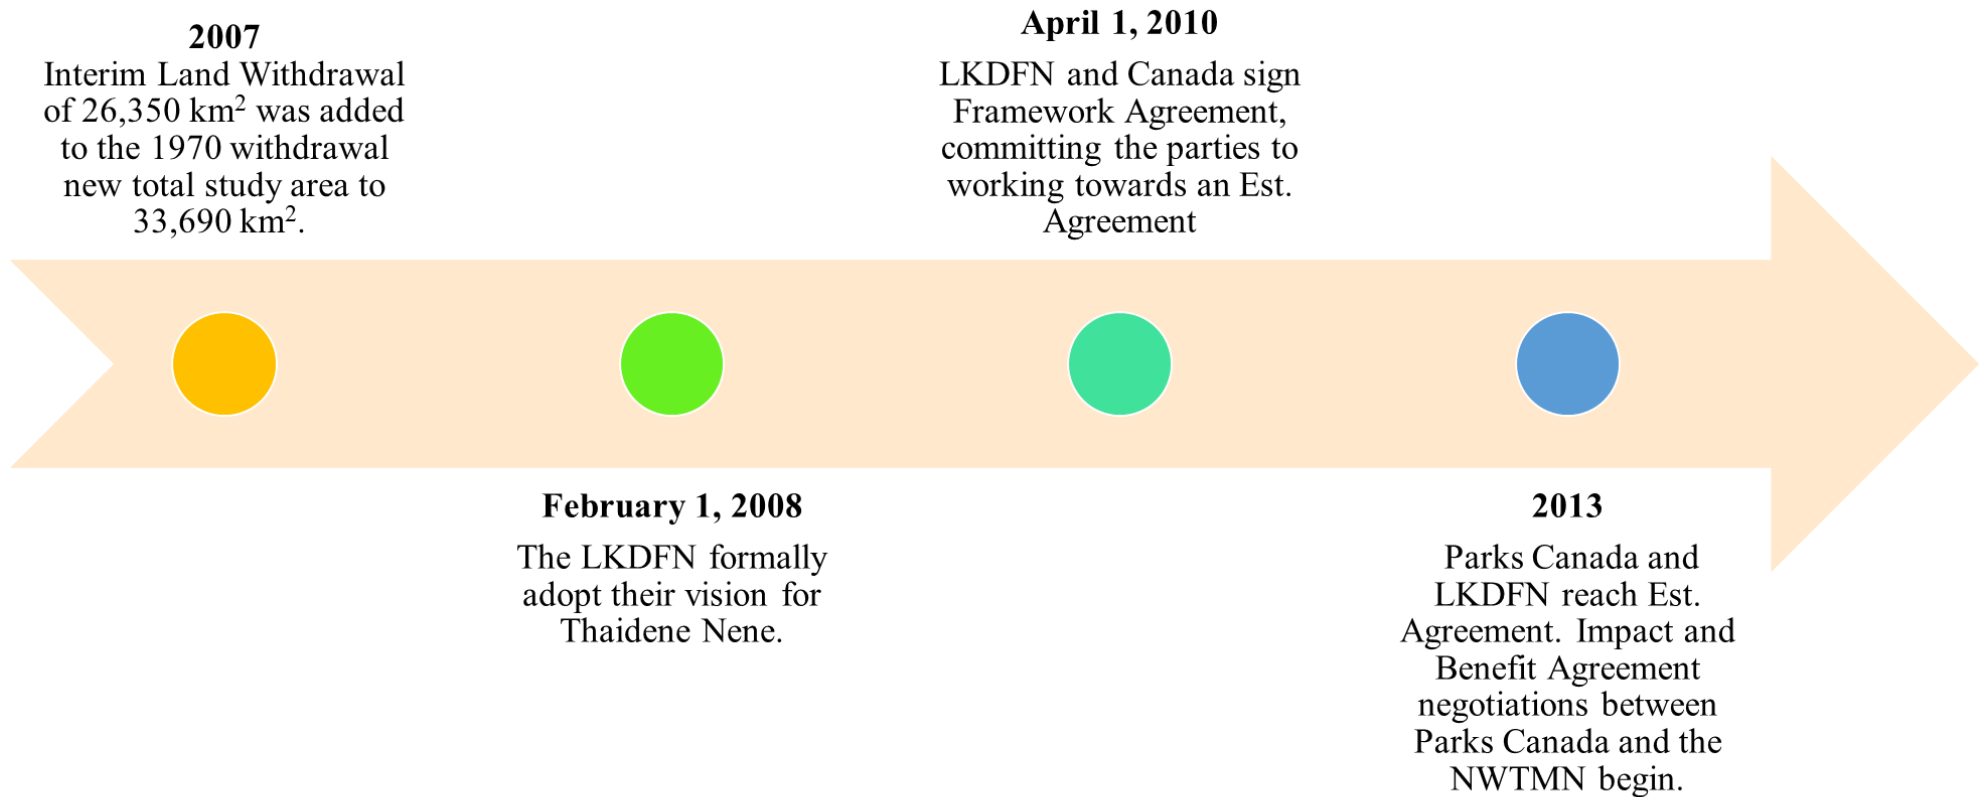 2007
Interim Land Withdrawal
of 26,350 km² was added
to the 1970 withdrawal
new total study area to
33,690 km².
February 1, 2008
The LKDFN formally
adopt their vision for
Thaidene Nene.
April 1, 2010
LKDFN and Canada sign
Framework Agreement,
committing the parties to
working towards an Est.
Agreement
2013
Parks Canada and
LKDFN reach Est.
Agreement. Impact and
Benefit Agreement
negotiations between
Parks Canada and the
NWTMN begin.